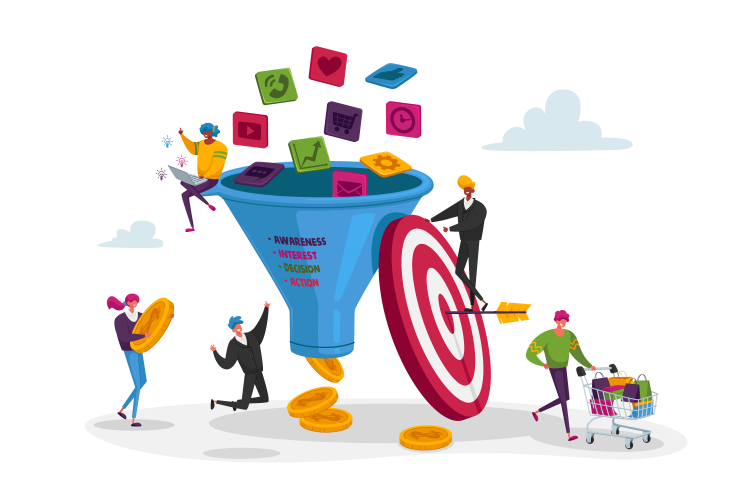 - AWARENESS
- INTEREST
- DECISION
- ACTION